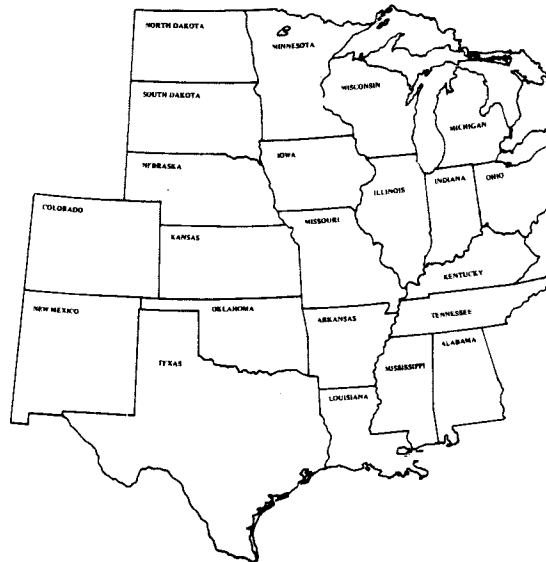 NORTH DAKOTA
MINNESOTA
SOUTH DAKOTA
WISCONSIN
MICHIGAN
NEBRASKA
IOWA
ILLINOIS
INDIANA
OHIO
COLORADO
KANSAS
MISSOURI
KENTUCKY
NEW MEXICO
OKLAHOMA
ARKANSAS
TENNESSEE
TEXAS
MISSISSIPPI
ALABAMA
LOUISIANA